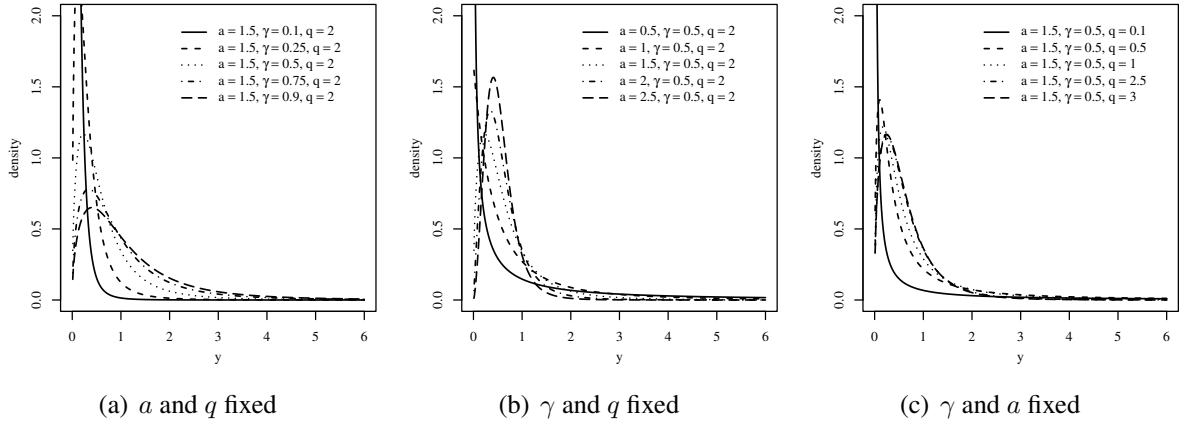 density
2.0
1.5
1.0
0.5
0.0
a = 1.5, γ = 0.1, q = 2
a = 1.5, γ = 0.25, q = 2
a = 1.5, γ = 0.5, q = 2
a = 1.5, γ = 0.75, q = 2
a = 1.5, γ = 0.9, q = 2
0 1 2 3 4 5 6
y
(a) a and q fixed
density
2.0
1.5
1.0
0.5
0.0
a = 0.5, γ = 0.5, q = 2
a = 1, γ = 0.5, q = 2
a = 1.5, γ = 0.5, q = 2
a = 2, γ = 0.5, q = 2
a = 2.5, γ = 0.5, q = 2
0 1 2 3 4 5 6
y
(b) γ and q fixed
density
2.0
1.5
1.0
0.5
0.0
a = 1.5, γ = 0.5, q = 0.1
a = 1.5, γ = 0.5, q = 0.5
a = 1.5, γ = 0.5, q = 1
a = 1.5, γ = 0.5, q = 2.5
a = 1.5, γ = 0.5, q = 3
0 1 2 3 4 5 6
y
(c) γ and a fixed